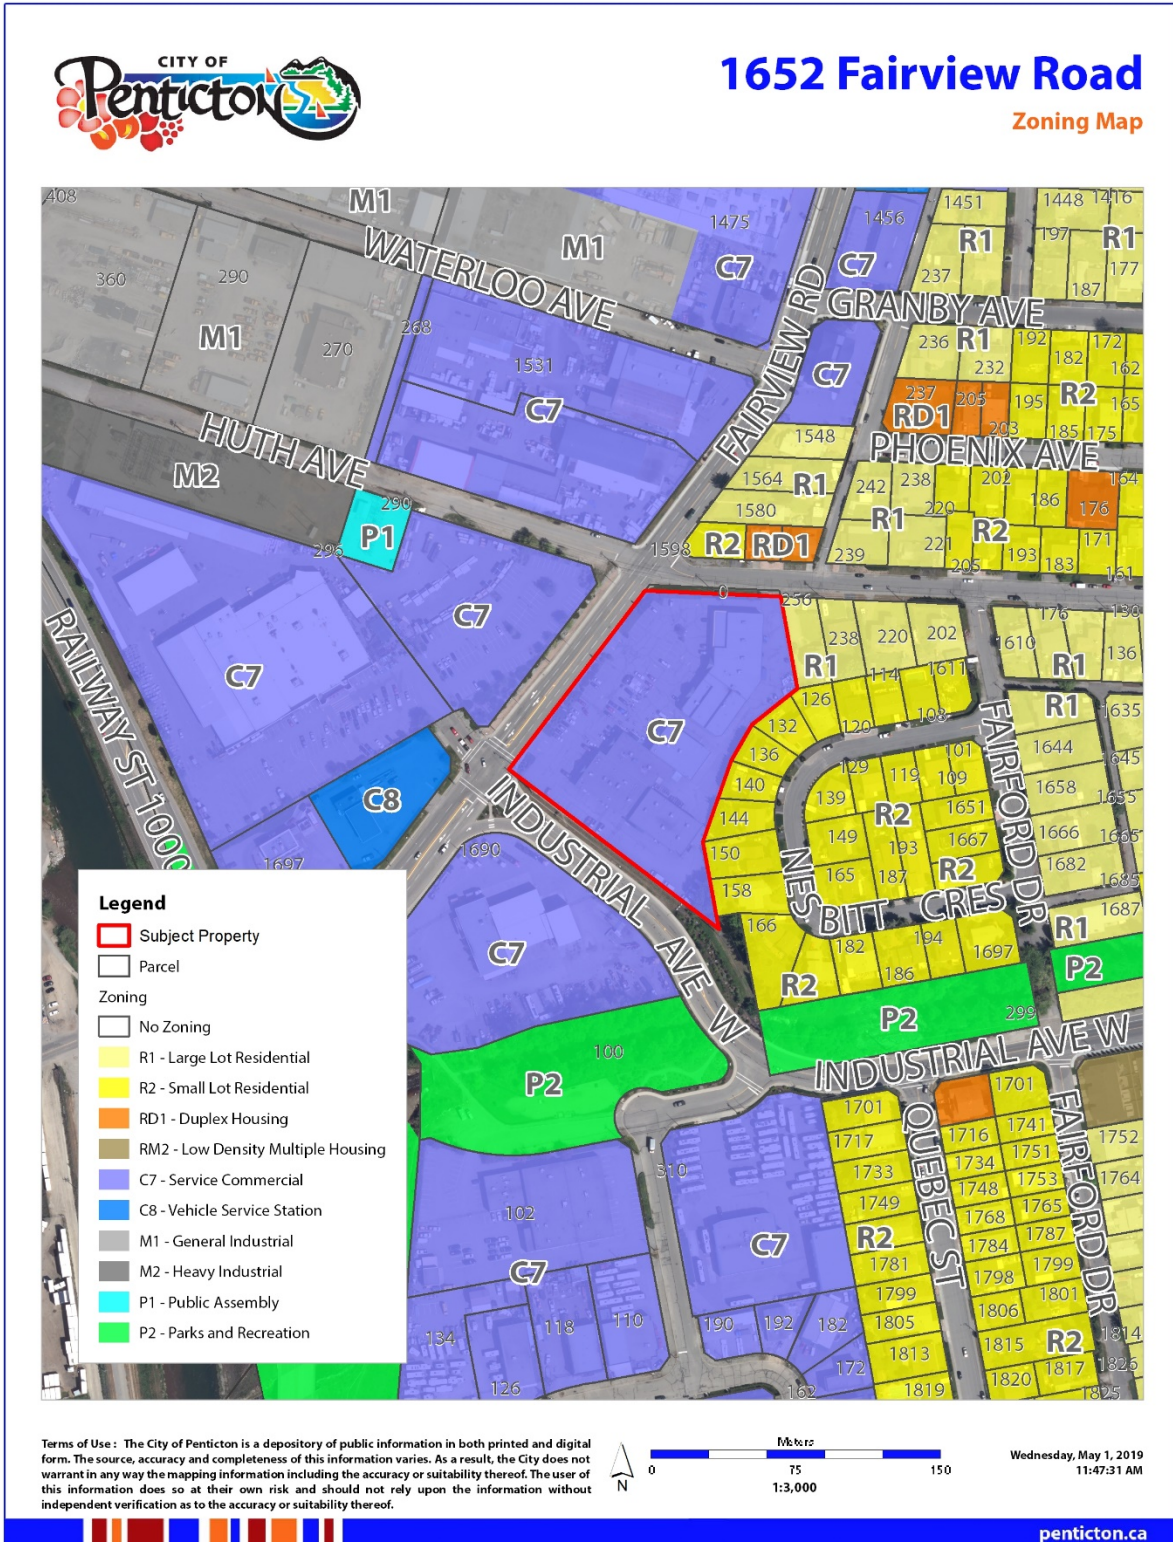 CITY OF
Penticton
1652 Fairview Road
Zoning Map
408
M1
1475
1456
1451
1448
1416
WATERLOO AVE
M1
C7
C7
R1
197
R1
360
290
237
187
177
FAIRVIEW RD
GRANBY AVE
M1
270
268
1531
C7
236
R1
232
192
182
172
162
C7
237
205
RD1
203
195
R2
165
185
175
HUTH AVE
M2
1548
PHOENIX AVE
1564
R1
242
238
202
186
164
176
290
P1
296
1580
R1
220
R2
171
1598
R2
RD1
239
221
205
193
183
161
0
256
RAILWAY ST 1000
C7
C7
238
220
202
R1
176
130
1610
R1
136
C7
126
114
1611
132
120
108
R1
1635
136
129
119
101
109
FAIRFORD DR
1644
1645
140
139
R2
1651
1658
1655
C8
INDUSTRIAL AVE W
144
149
193
1667
1666
1665
1697
1690
150
165
187
R2
1682
1685
158
NIESBITT CRES
1687
166
182
194
1697
R1
C7
R2
186
P2
P2
299
100
P2
INDUSTRIAL AVE W
310
1701
1701
1717
QUEBEC ST
1716
1741
FAIRFORD DR
1752
1733
1734
1751
1764
102
C7
1749
1748
1753
C7
R2
1768
1765
1781
1784
1787
1799
1798
1799
134
118
110
190
192
182
1805
1806
1801
126
172
1813
1815
R2
1814
162
1819
1820
1817
1826
1825
Legend
Subject Property
Parcel
Zoning
No Zoning
R1 - Large Lot Residential
R2 - Small Lot Residential
RD1 - Duplex Housing
RM2 - Low Density Multiple Housing
C7 - Service Commercial
C8 - Vehicle Service Station
M1 - General Industrial
M2 - Heavy Industrial
P1 - Public Assembly
P2 - Parks and Recreation
Terms of Use : The City of Penticton is a depository of public information in both printed and digital
form. The source, accuracy and completeness of this information varies. As a result, the City does not
warrant in any way the mapping information including the accuracy or suitability thereof. The user of
this information does so at their own risk and should not rely upon the information without
independent verification as to the accuracy or suitability thereof.
N
Meters
0 75 150
1:3,000
Wednesday, May 1, 2019
11:47:31 AM
penticton.ca